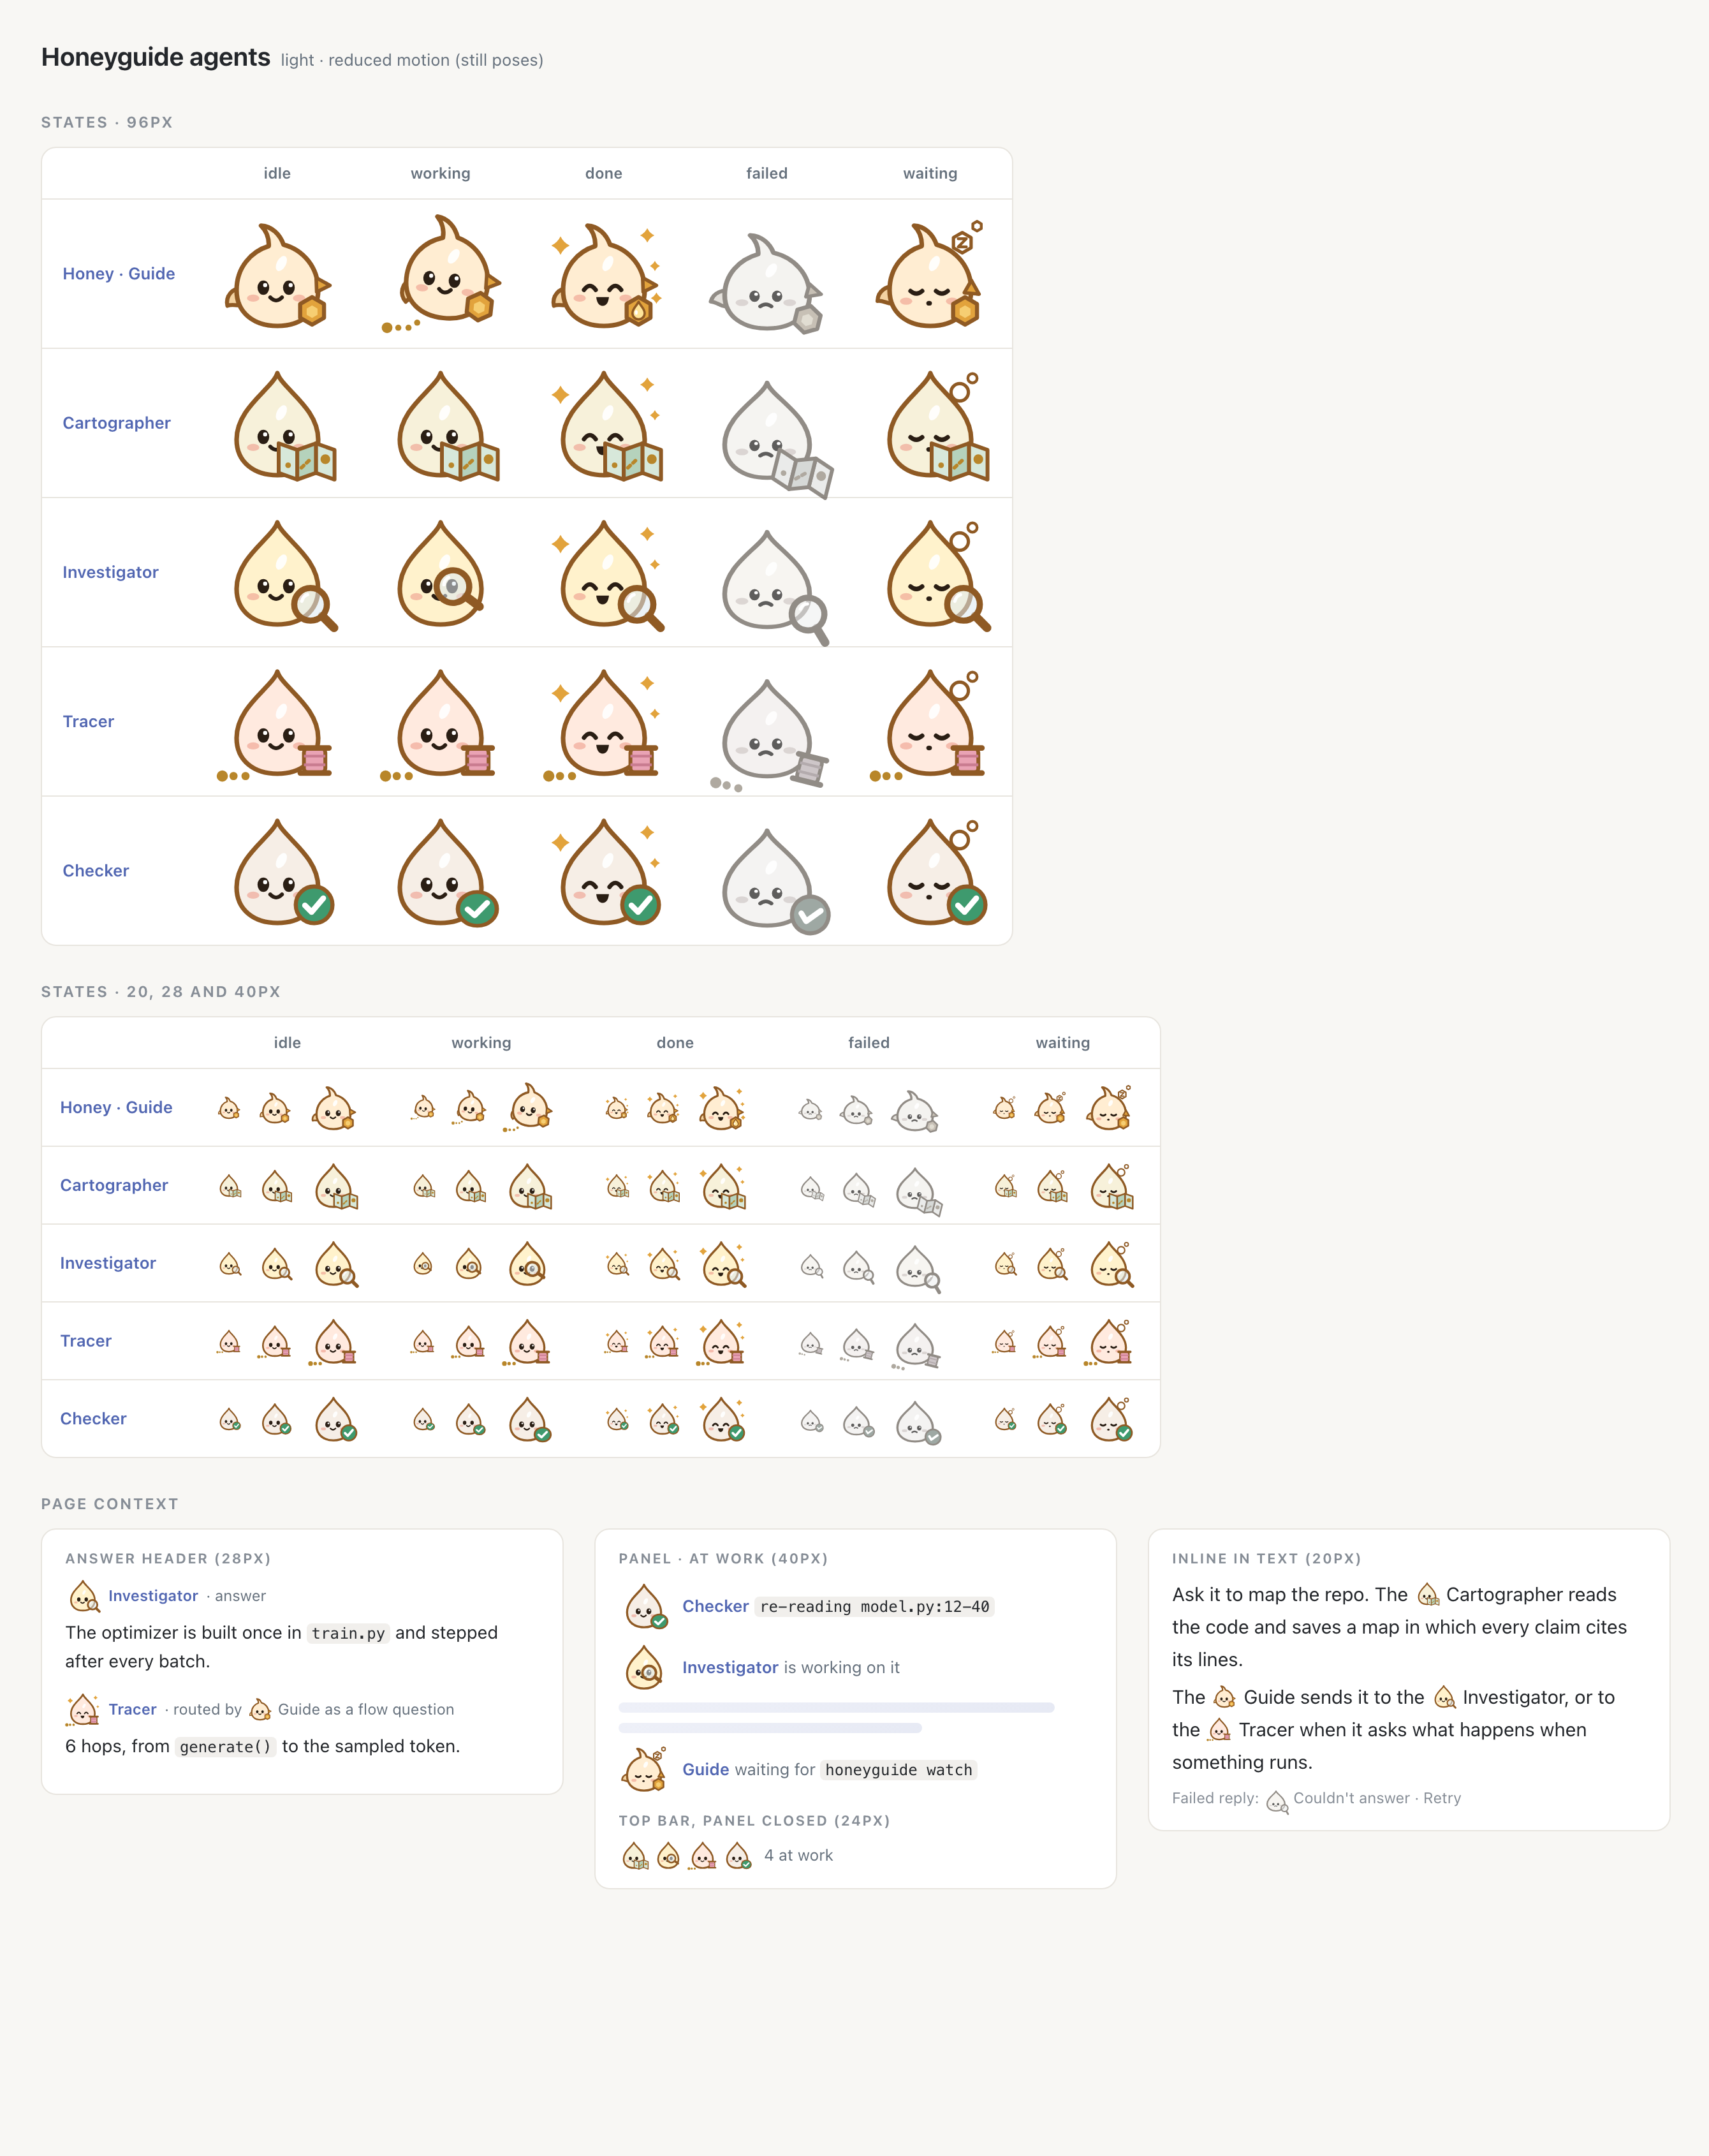 Honeyguide agents light · reduced motion (still poses)
STATES · 96PX
idle working done failed waiting
Honey · Guide
Z
Cartographer
Investigator
Tracer
Checker
STATES · 20, 28 AND 40PX
idle working done failed waiting
Honey · Guide
Cartographer
Investigator
Tracer
Checker
PAGE CONTEXT
ANSWER HEADER (28PX)
Investigator · answer
The optimizer is built once in train.py and stepped
after every batch.
Tracer · routed by Guide as a flow question
6 hops, from generate() to the sampled token.
PANEL · AT WORK (40PX)
Checker re-reading model.py:12–40
Investigator is working on it
Guide waiting for honeyguide watch
TOP BAR, PANEL CLOSED (24PX)
4 at work
INLINE IN TEXT (20PX)
Ask it to map the repo. The Cartographer reads
the code and saves a map in which every claim cites
its lines.
The Guide sends it to the Investigator, or to
the Tracer when it asks what happens when
something runs.
Failed reply: Couldn't answer · Retry